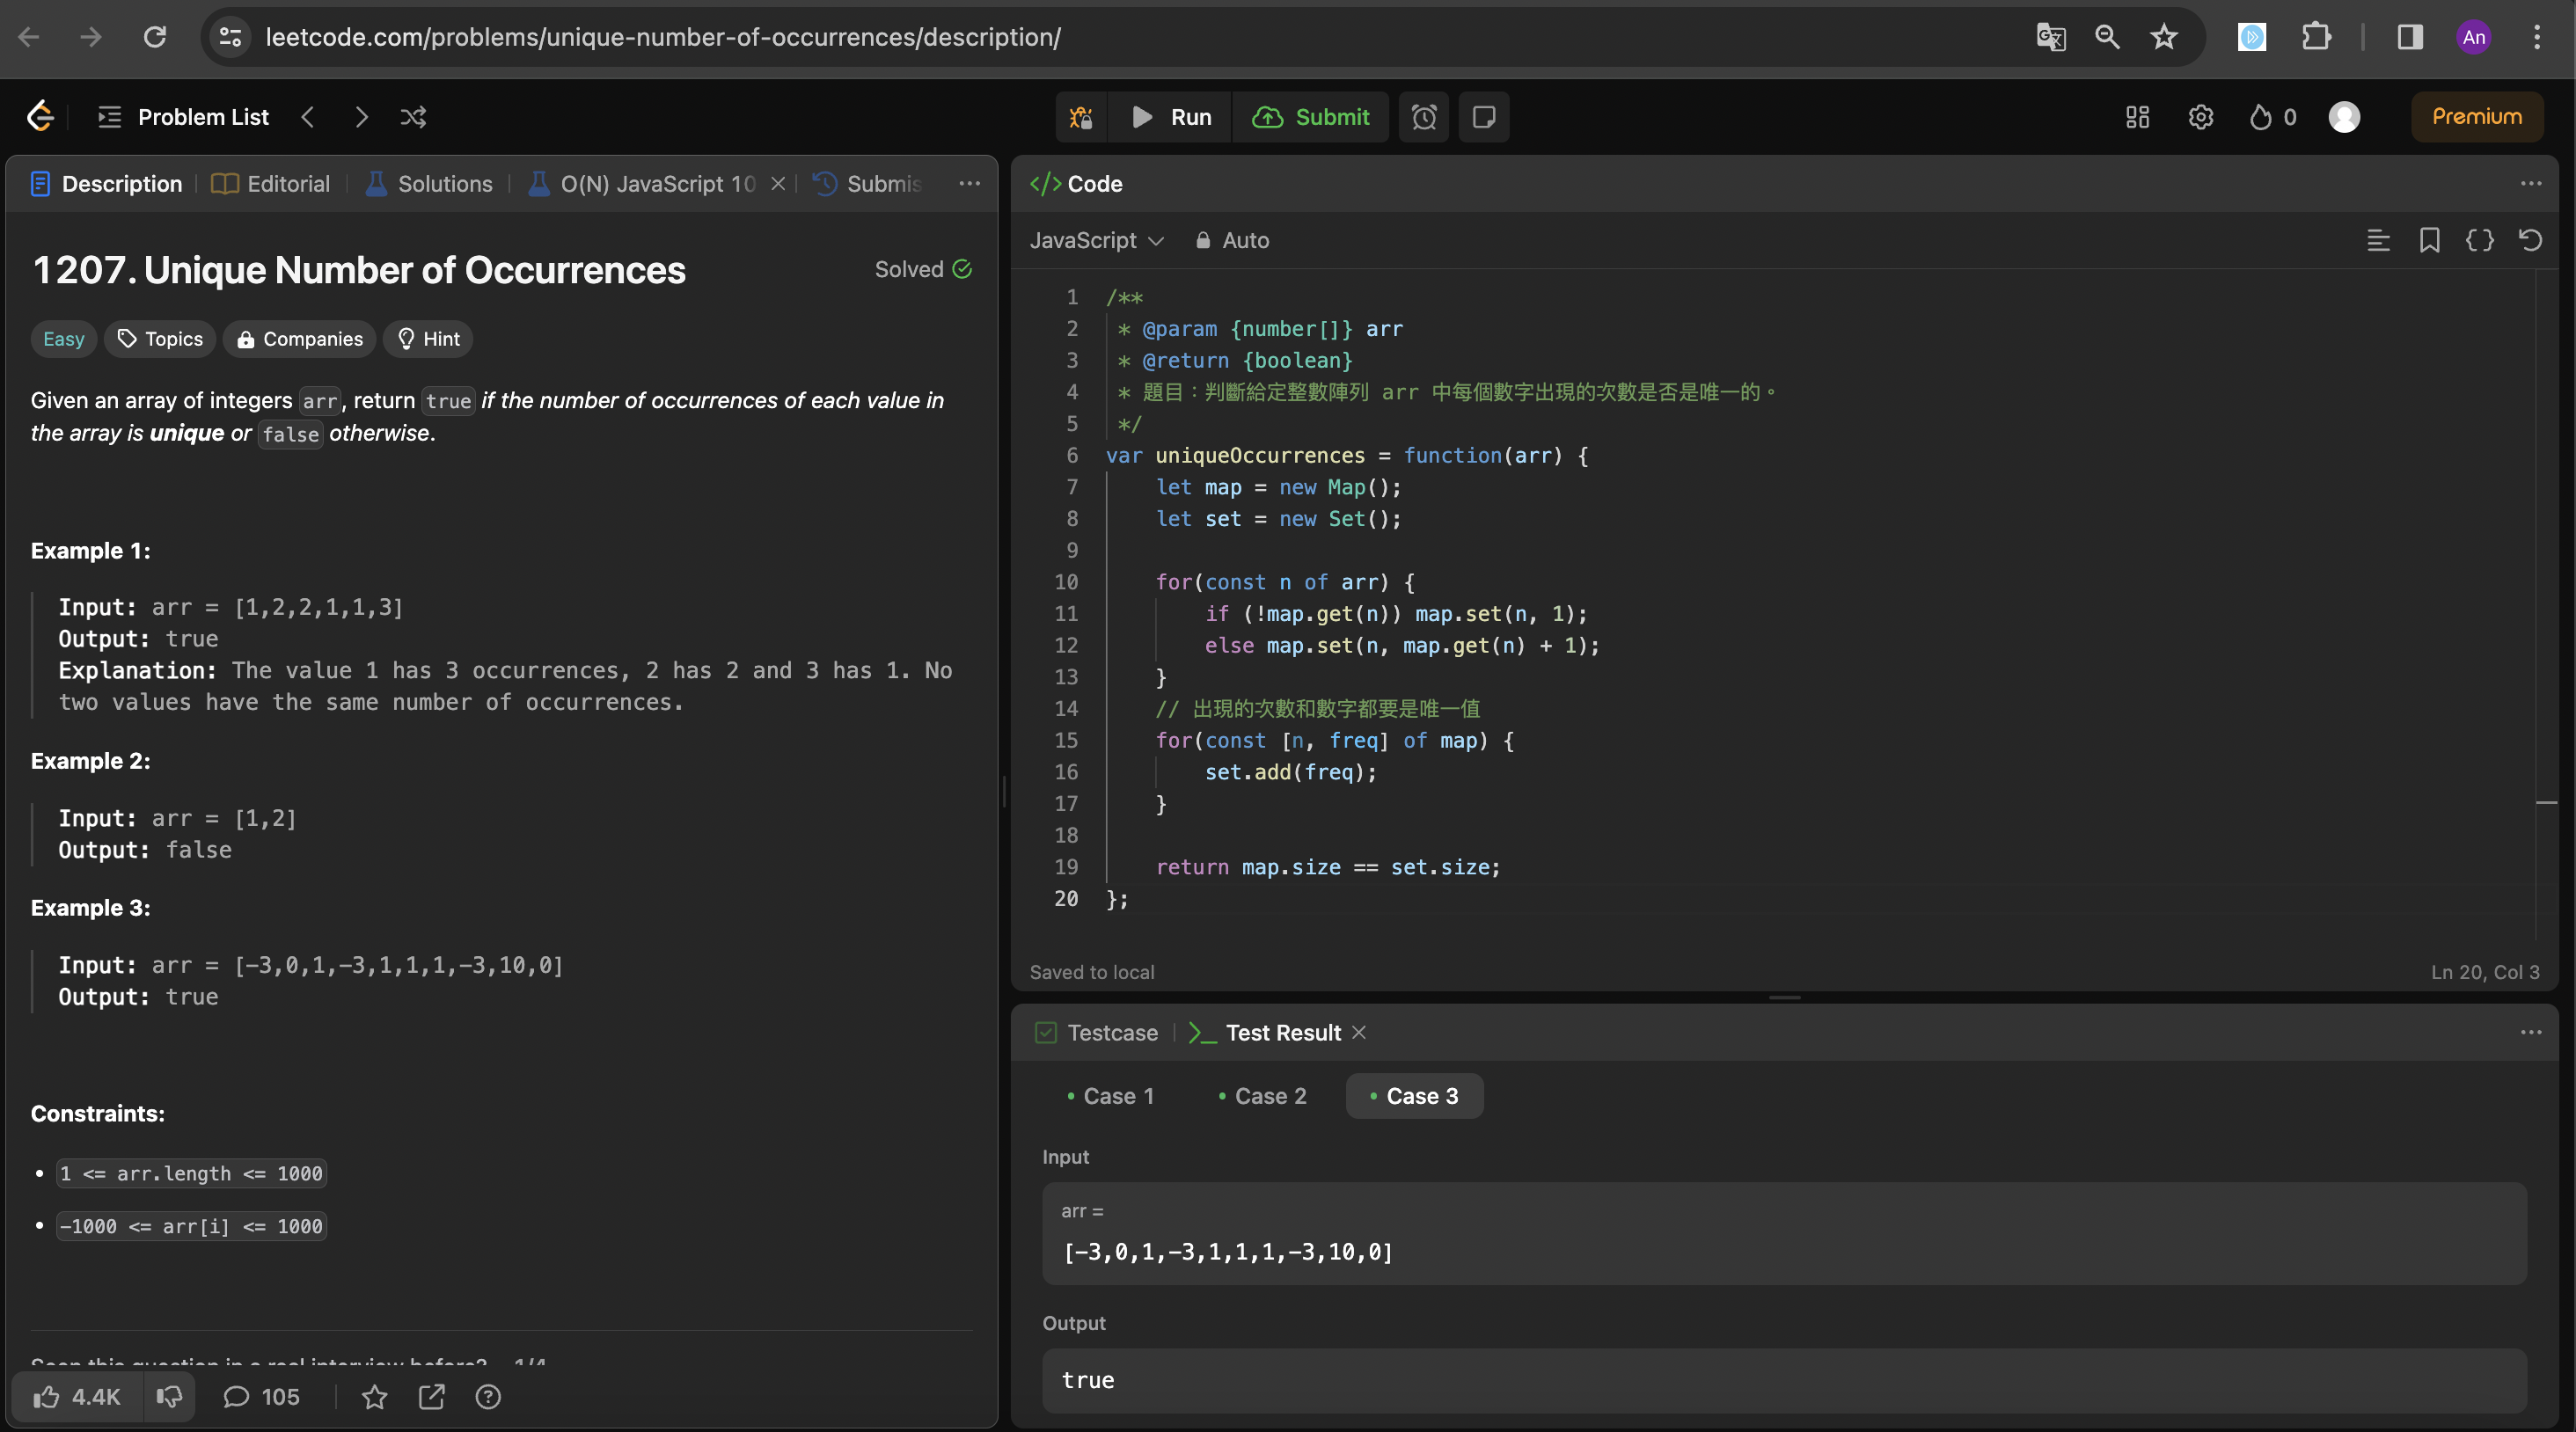 leetcode.com/problems/unique-number-of-occurrences/description/
An
Problem List
Run
Submit
0
Premium
Description
Editorial
Solutions
O(N) JavaScript 10
Submis
1207. Unique Number of Occurrences
Solved
Easy
Topics
Companies
Hint
Given an array of integers arr, return true if the number of occurrences of each value in
the array is unique or false otherwise.
Example 1:
Input: arr = [1,2,2,1,1,3]
Output: true
Explanation: The value 1 has 3 occurrences, 2 has 2 and 3 has 1. No
two values have the same number of occurrences.
Example 2:
Input: arr = [1,2]
Output: false
Example 3:
Input: arr = [-3,0,1,-3,1,1,1,-3,10,0]
Output: true
Constraints:
• 1 <= arr.length <= 1000
• -1000 <= arr[i] <= 1000
Seen this question in a real interview before? 1/4
4.4K
105
</> Code
JavaScript
Auto
1 /**
2 * @param {number[]} arr
3 * @return {boolean}
4 * 題目：判斷給定整數陣列 arr 中每個數字出現的次數是否是唯一的。
5 */
6 var uniqueOccurrences = function(arr) {
7 let map = new Map();
8 let set = new Set();
9
10 for(const n of arr) {
11 if (!map.get(n)) map.set(n, 1);
12 else map.set(n, map.get(n) + 1);
13 }
14 // 出現的次數和數字都要是唯一值
15 for(const [n, freq] of map) {
16 set.add(freq);
17 }
18
19 return map.size == set.size;
20 };
Saved to local
Ln 20, Col 3
Testcase
>_ Test Result
• Case 1
• Case 2
• Case 3
Input
arr =
[-3,0,1,-3,1,1,1,-3,10,0]
Output
true